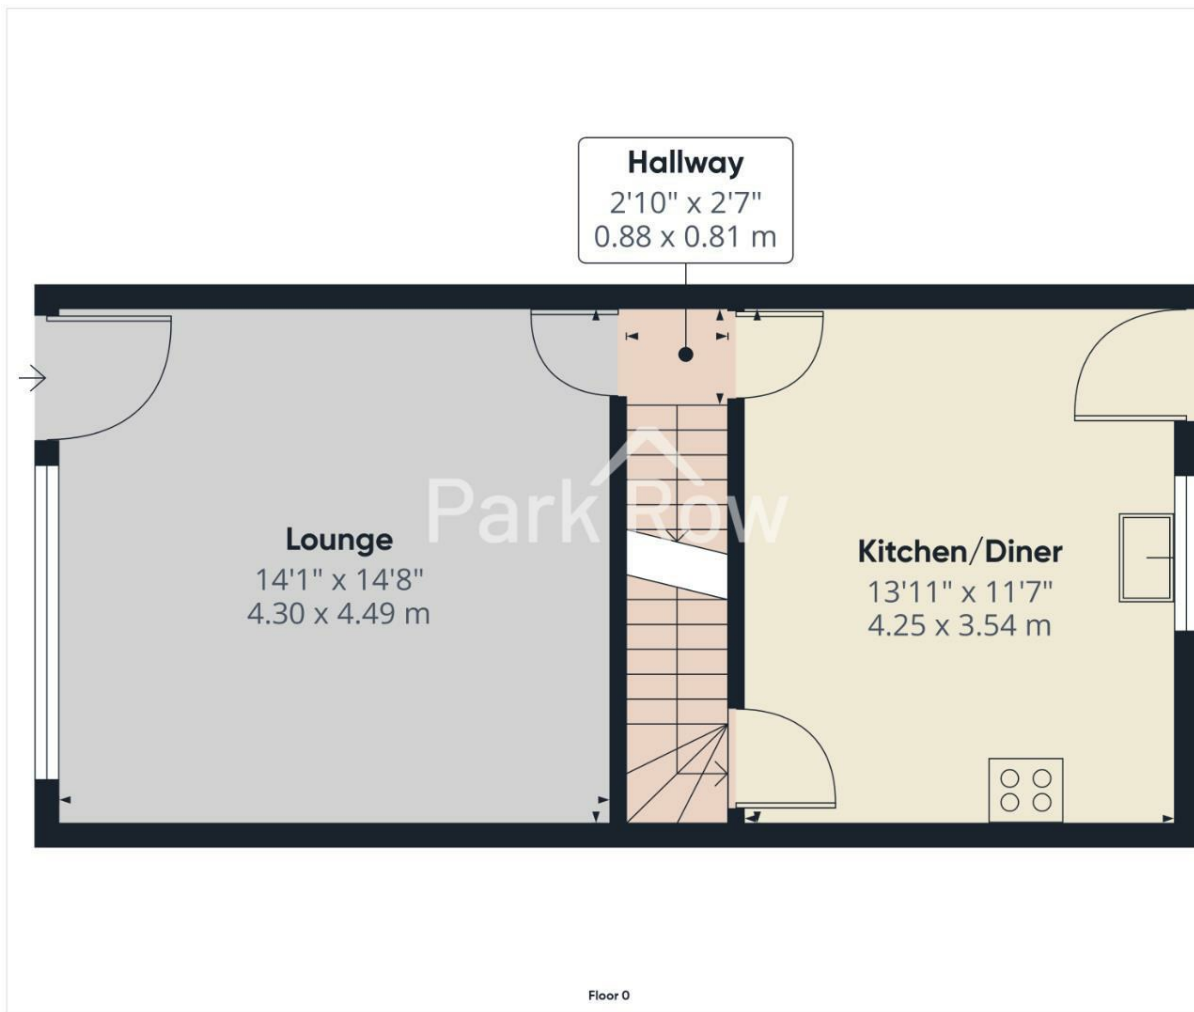 Hallway
2'10" x 2'7"
0.88 x 0.81 m
Park Row
Lounge
14'1" x 14'8"
4.30 x 4.49 m
Kitchen/Diner
13'11" x 11'7"
4.25 x 3.54 m
Floor 0